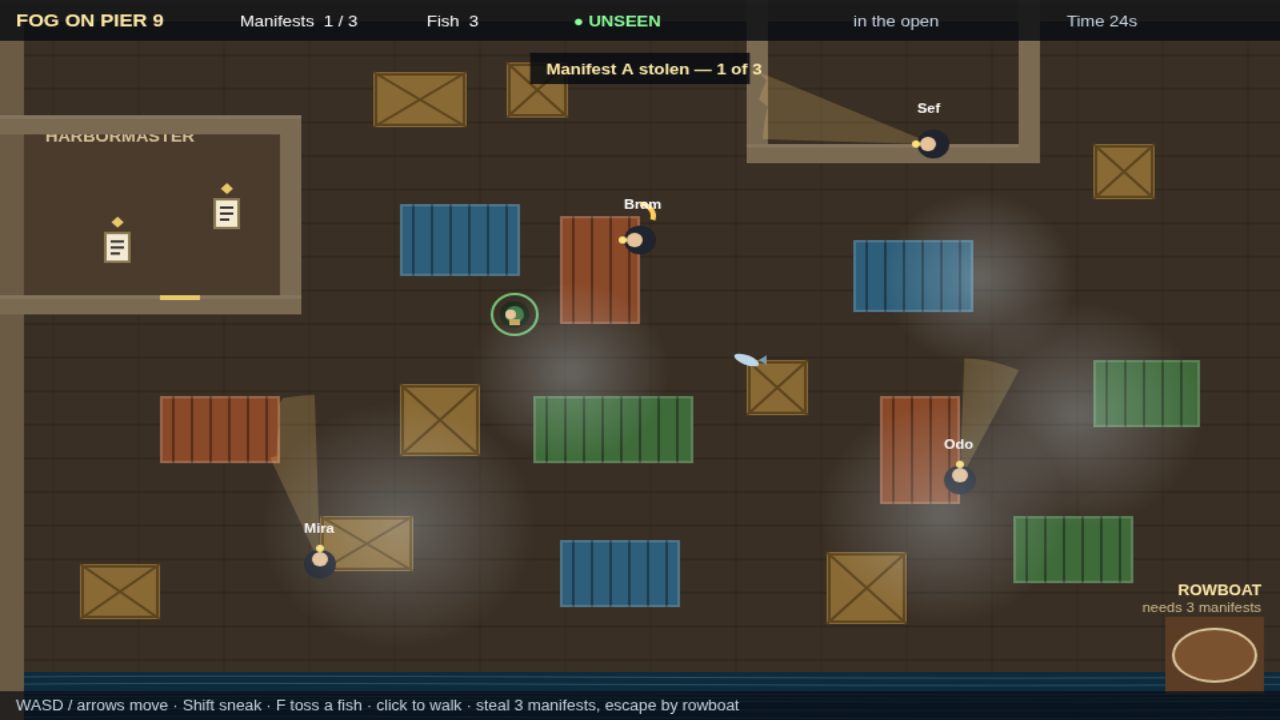 FOG ON PIER 9
Manifests 1 / 3
Fish 3
● UNSEEN
in the open
Time 24s
Manifest A stolen — 1 of 3
Sef
HARBORMASTER
Bram
Odo
Mira
ROWBOAT
needs 3 manifests
WASD / arrows move · Shift sneak · F toss a fish · click to walk · steal 3 manifests, escape by rowboat